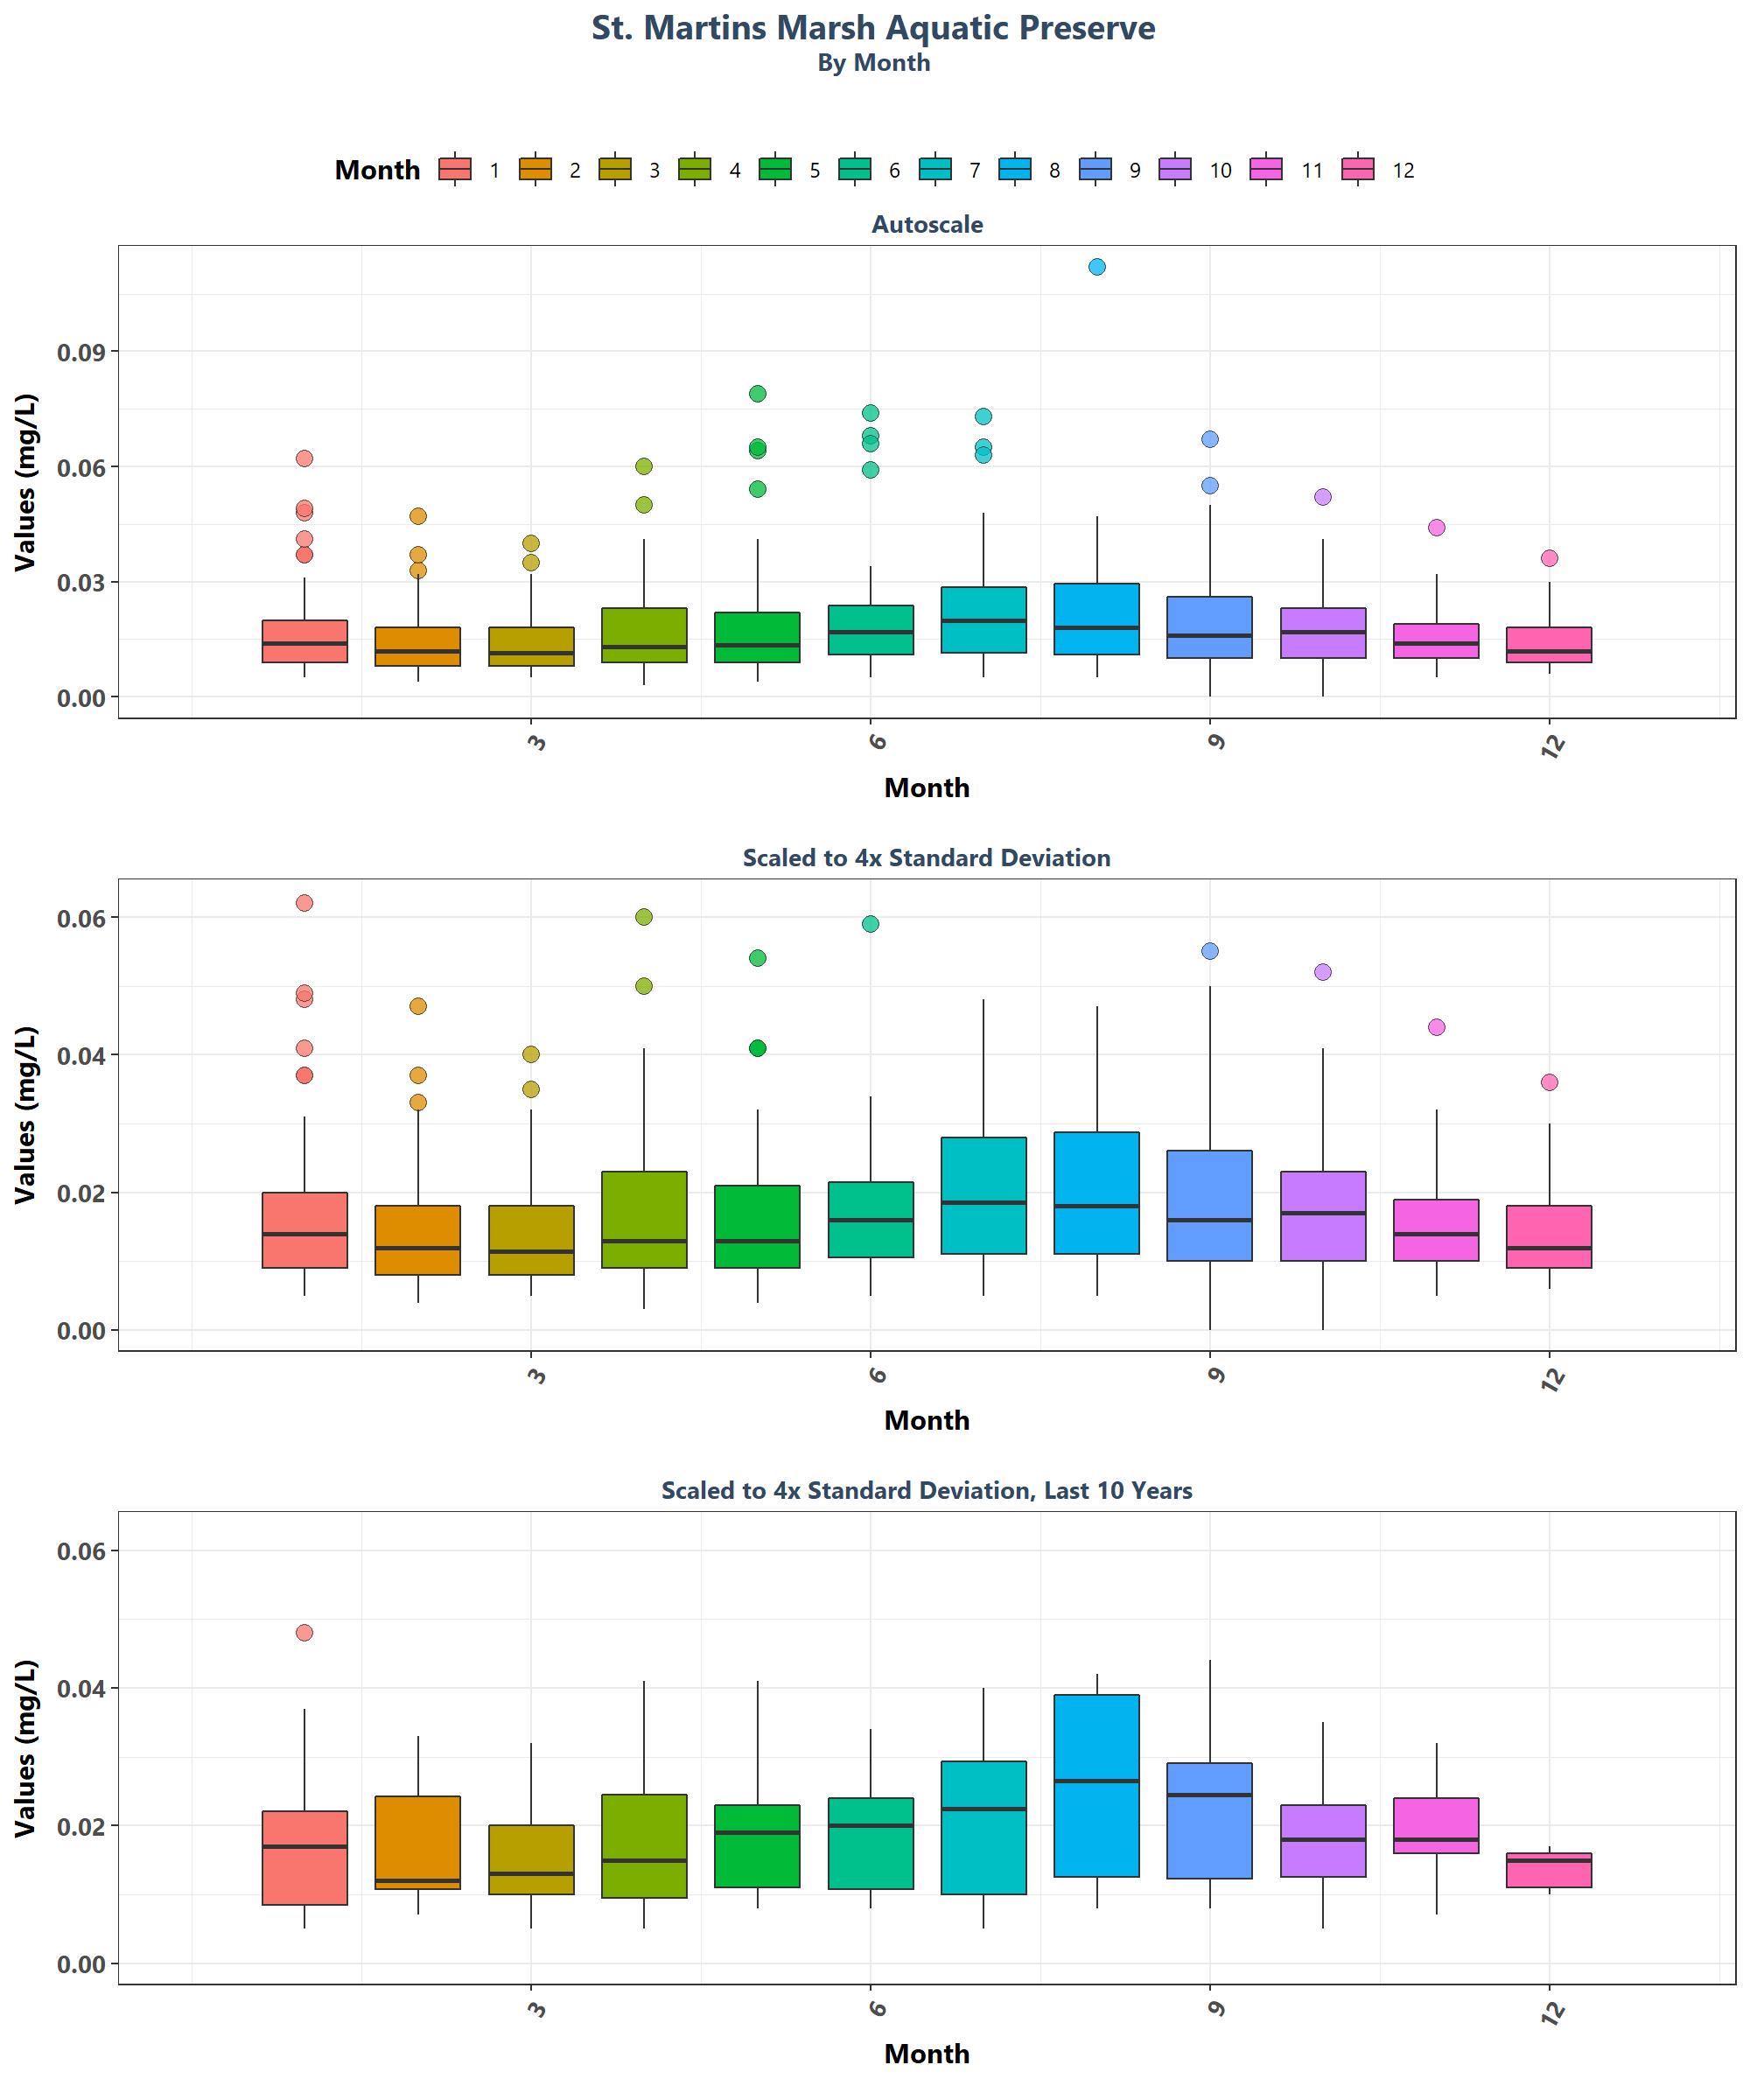 St. Martins Marsh Aquatic Preserve
By Month
Month 1 2 3 4 5 6 7 8 9 10 11 12
Autoscale
Values (mg/L)
0.09
0.06
0.03
0.00
3 6 9 12
Month
Scaled to 4x Standard Deviation
Values (mg/L)
0.06
0.04
0.02
0.00
3 6 9 12
Month
Scaled to 4x Standard Deviation, Last 10 Years
Values (mg/L)
0.06
0.04
0.02
0.00
3 6 9 12
Month